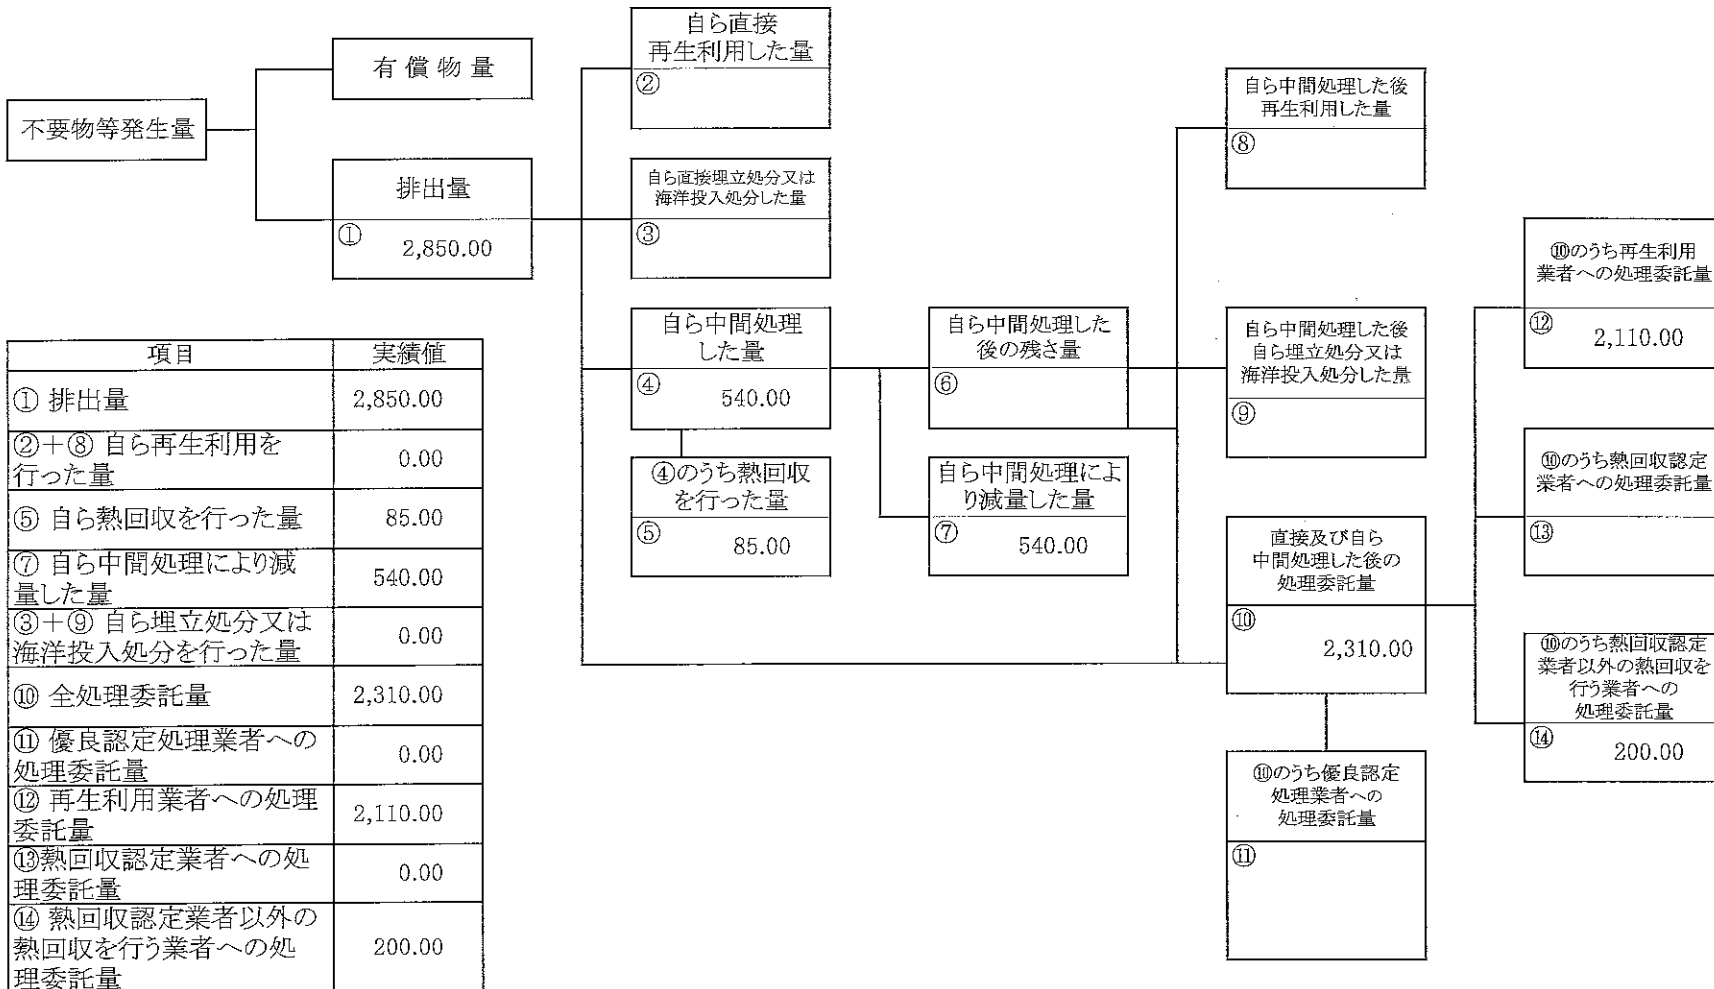 不要物等発生量
有償物量
排出量
①
2,850.00
自ら直接
再生利用した量
②
自ら直接埋立処分又は
海洋投入処分した量
③
自ら中間処理
した量
④
540.00
④のうち熱回収
を行った量
⑤
85.00
自ら中間処理した
後の残さ量
⑥
自ら中間処理によ
り減量した量
⑦
540.00
自ら中間処理した後
再生利用した量
⑧
自ら中間処理した後
自ら埋立処分又は
海洋投入処分した量
⑨
直接及び自ら
中間処理した後の
処理委託量
⑩
2,310.00
⑩のうち優良認定
処理業者への
処理委託量
⑪
⑩のうち再生利用
業者への処理委託量
⑫
2,110.00
⑩のうち熱回収認定
業者への処理委託量
⑬
⑩のうち熱回収認定
業者以外の熱回収を
行う業者への
処理委託量
⑭
200.00
項目 実績値
① 排出量 2,850.00
②+⑧ 自ら再生利用を
行った量 0.00
⑤ 自ら熱回収を行った量 85.00
⑦ 自ら中間処理により減
量した量 540.00
③+⑨ 自ら埋立処分又は
海洋投入処分を行った量 0.00
⑩ 全処理委託量 2,310.00
⑪ 優良認定処理業者への
処理委託量 0.00
⑫ 再生利用業者への処理
委託量 2,110.00
⑬熱回収認定業者への処
理委託量 0.00
⑭ 熱回収認定業者以外の
熱回収を行う業者への処
理委託量 200.00